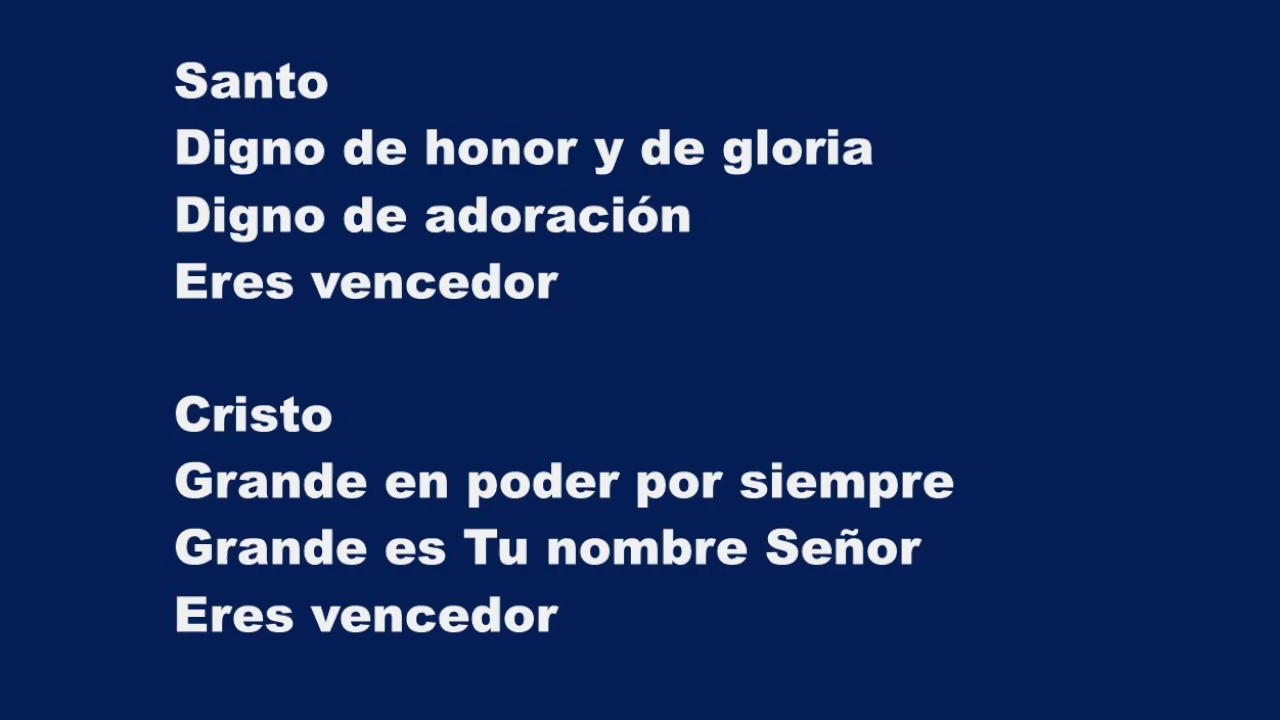 Santo
Digno de honor y de gloria
Digno de adoración
Eres vencedor
Cristo
Grande en poder por siempre
Grande es Tu nombre Señor
Eres vencedor